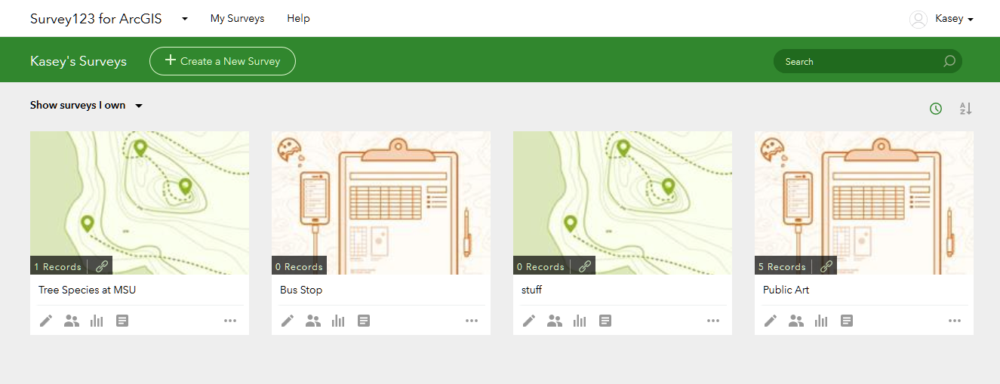 Survey123 for ArcGIS My Surveys Help Kasey
Kasey's Surveys Create a New Survey Search
Show surveys I own
A
Z
1 Records 0 Records 0 Records 5 Records
Tree Species at MSU Bus Stop stuff Public Art